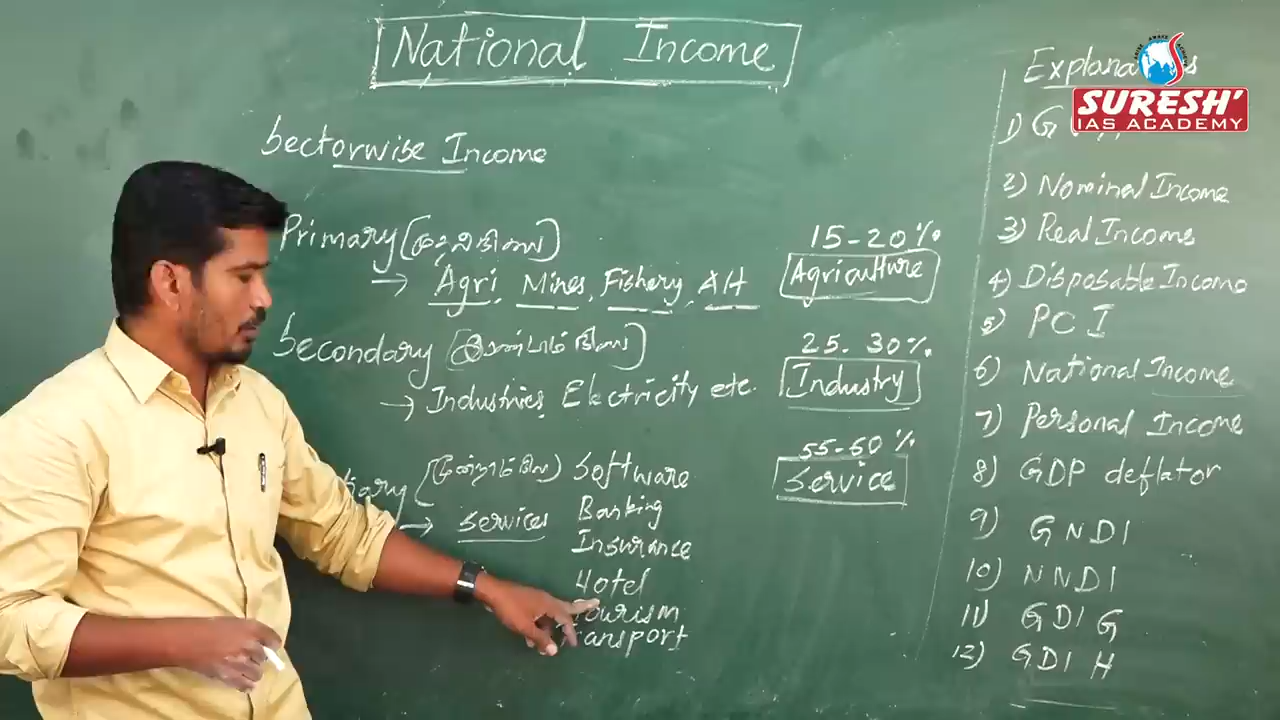 National Income
Sectorwise Income
Primary (முதன்நிலை)
→ Agri, Mines, Fishery, AH
15-20%
Agriculture
Secondary (இரண்டாம் நிலை)
→ Industries, Electricity etc.
25-30%
Industry
Software
→ Services Banking
Insurance
Hotel
Tourism
55-60%
Service
SURESH'
IAS ACADEMY
2) Nominal Income
3) Real Income
4) Disposable Income
5) PCI
6) National Income
7) Personal Income
8) GDP deflator
9) GNDI
10) NNDI
11) GDI G
12) GDI H